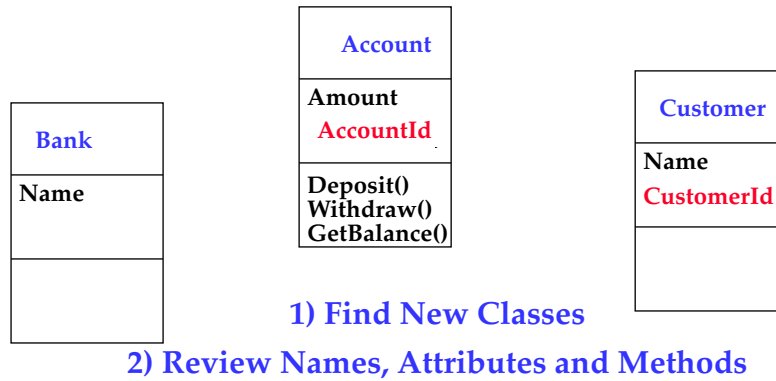 Account
Amount
AccountId
Deposit()
Withdraw()
GetBalance()
Bank
Name
Customer
Name
CustomerId
1) Find New Classes
2) Review Names, Attributes and Methods